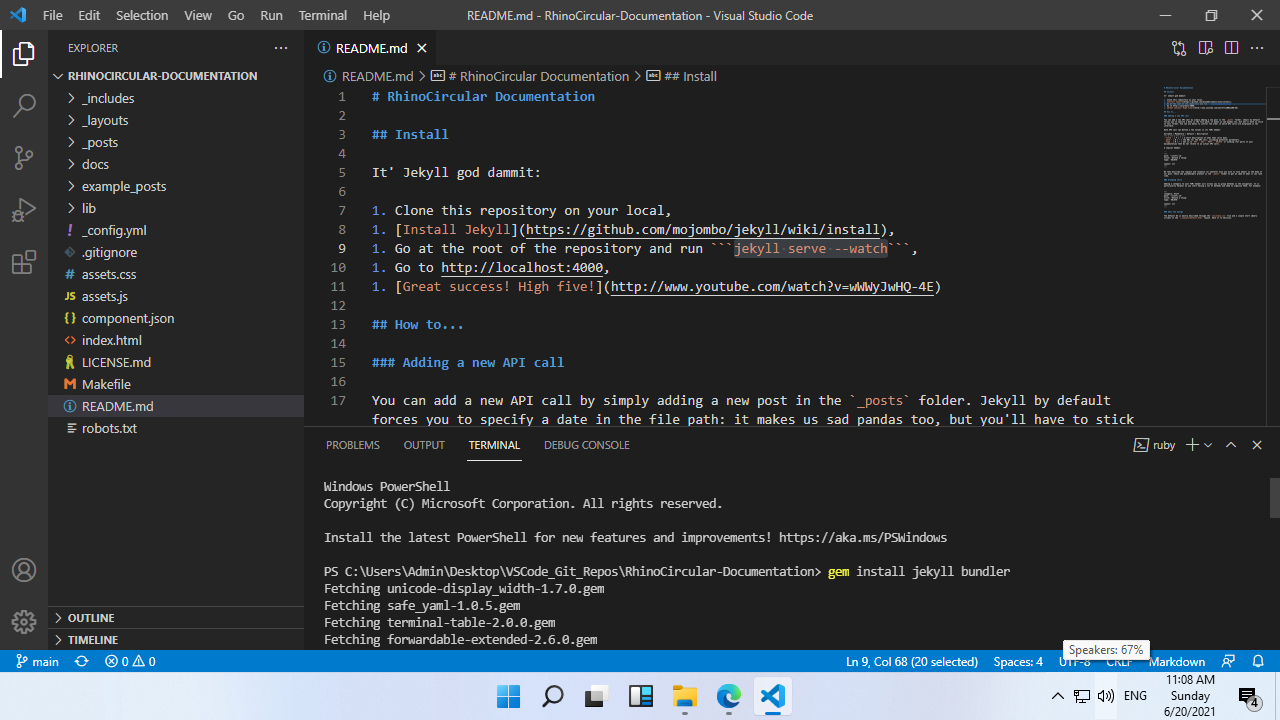 File Edit Selection View Go Run Terminal Help README.md - RhinoCircular-Documentation - Visual Studio Code
EXPLORER
RHINOCIRCULAR-DOCUMENTATION
_includes
_layouts
_posts
docs
example_posts
lib
! _config.yml
.gitignore
# assets.css
JS assets.js
{} component.json
<> index.html
LICENSE.md
M Makefile
README.md
robots.txt
OUTLINE
TIMELINE
README.md
README.md > # RhinoCircular Documentation > ## Install
1 # RhinoCircular Documentation
2
3 ## Install
4
5 It' Jekyll god dammit:
6
7 1. Clone this repository on your local,
8 1. [Install Jekyll](https://github.com/mojombo/jekyll/wiki/install),
9 1. Go at the root of the repository and run ```jekyll serve --watch```,
10 1. Go to http://localhost:4000,
11 1. [Great success! High five!](http://www.youtube.com/watch?v=wWWyJwHQ-4E)
12
13 ## How to...
14
15 ### Adding a new API call
16
17 You can add a new API call by simply adding a new post in the `_posts` folder. Jekyll by default
forces you to specify a date in the file path: it makes us sad pandas too, but you'll have to stick
PROBLEMS OUTPUT TERMINAL DEBUG CONSOLE ruby
Windows PowerShell
Copyright (C) Microsoft Corporation. All rights reserved.
Install the latest PowerShell for new features and improvements! https://aka.ms/PSWindows
PS C:\Users\Admin\Desktop\VSCode_Git_Repos\RhinoCircular-Documentation> gem install jekyll bundler
Fetching unicode-display_width-1.7.0.gem
Fetching safe_yaml-1.0.5.gem
Fetching terminal-table-2.0.0.gem
Fetching forwardable-extended-2.6.0.gem
Speakers: 67%
main 0 0 Ln 9, Col 68 (20 selected) Spaces: 4 UTF-8 CRLF Markdown
ENG
11:08 AM
Sunday
6/20/2021
4